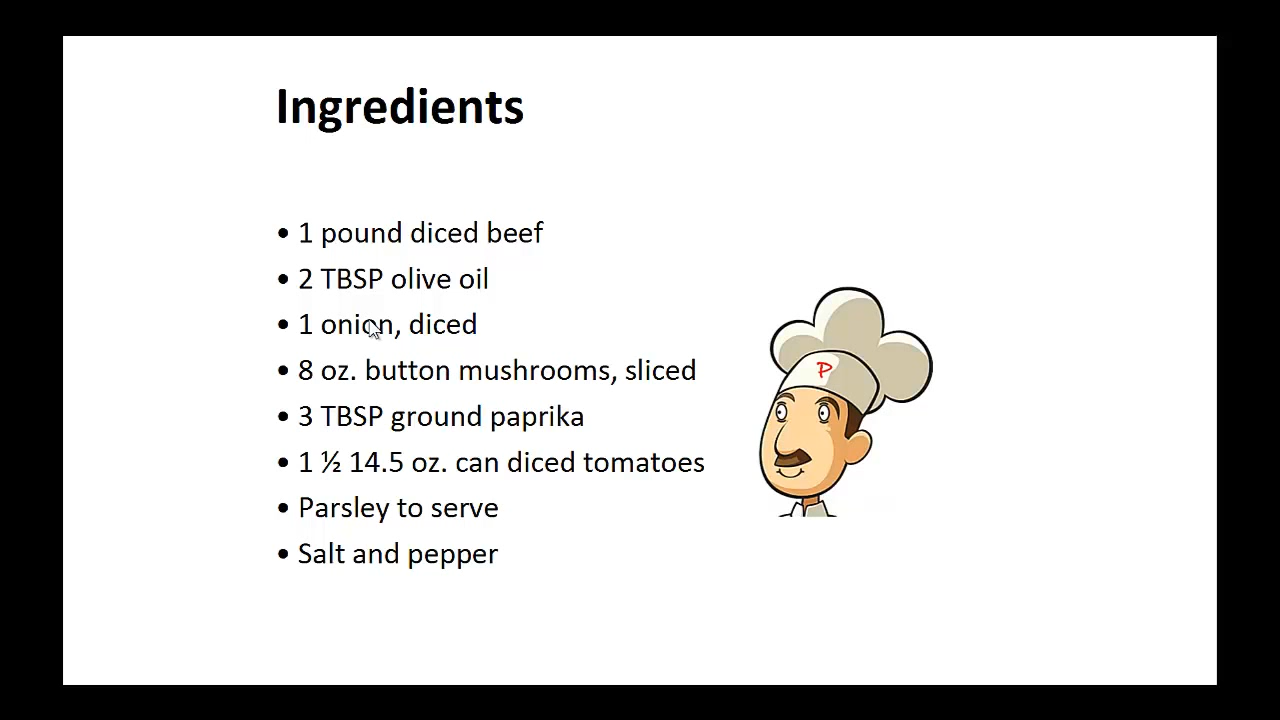 Ingredients
• 1 pound diced beef
• 2 TBSP olive oil
• 1 onion, diced
• 8 oz. button mushrooms, sliced
• 3 TBSP ground paprika
• 1 ½ 14.5 oz. can diced tomatoes
• Parsley to serve
• Salt and pepper
P